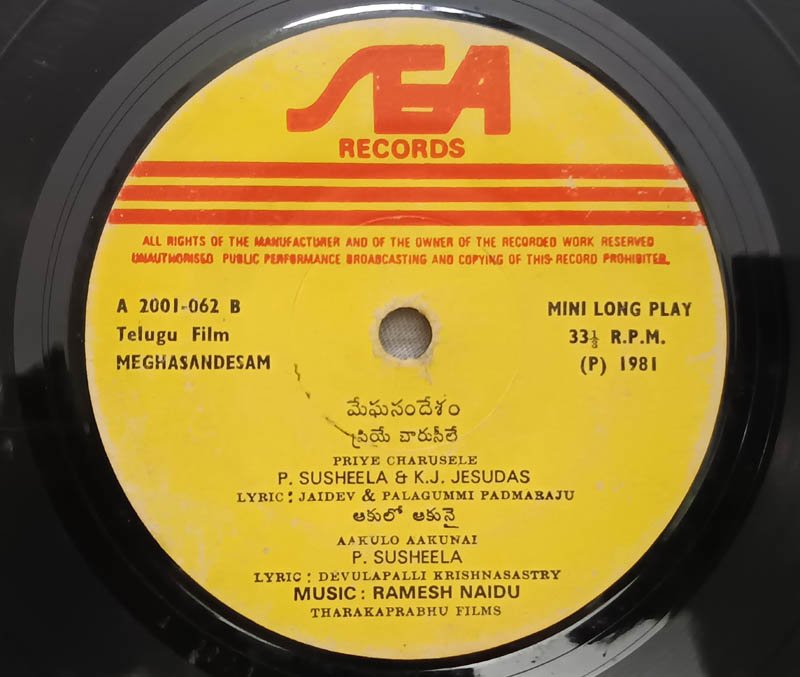 SEA
RECORDS
ALL RIGHTS OF THE MANUFACTURER AND OF THE OWNER OF THE RECORDED WORK RESERVED
UNAUTHORISED PUBLIC PERFORMANCE BROADCASTING AND COPYING OF THIS RECORD PROHIBITED.
A 2001-062 B
Telugu Film
MEGHASANDESAM
MINI LONG PLAY
33⅓ R.P.M.
(P) 1981
మేఘసందేశం
ప్రియే చారుసీలే
PRIYE CHARUSELE
P. SUSHEELA & K.J. JESUDAS
LYRIC : JAIDEV & PALAGUMMI PADMARAJU
ఆకులో ఆకునై
AAKULO AAKUNAI
P. SUSHEELA
LYRIC : DEVULAPALLI KRISHNASASTRY
MUSIC : RAMESH NAIDU
THARAKAPRABHU FILMS